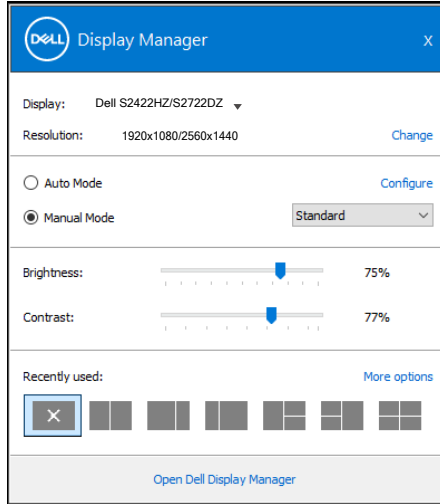 DELL Display Manager X
Display: Dell S2422HZ/S2722DZ
Resolution: 1920x1080/2560x1440 Change
Auto Mode Configure
Manual Mode Standard
Brightness: 75%
Contrast: 77%
Recently used: More options
Open Dell Display Manager